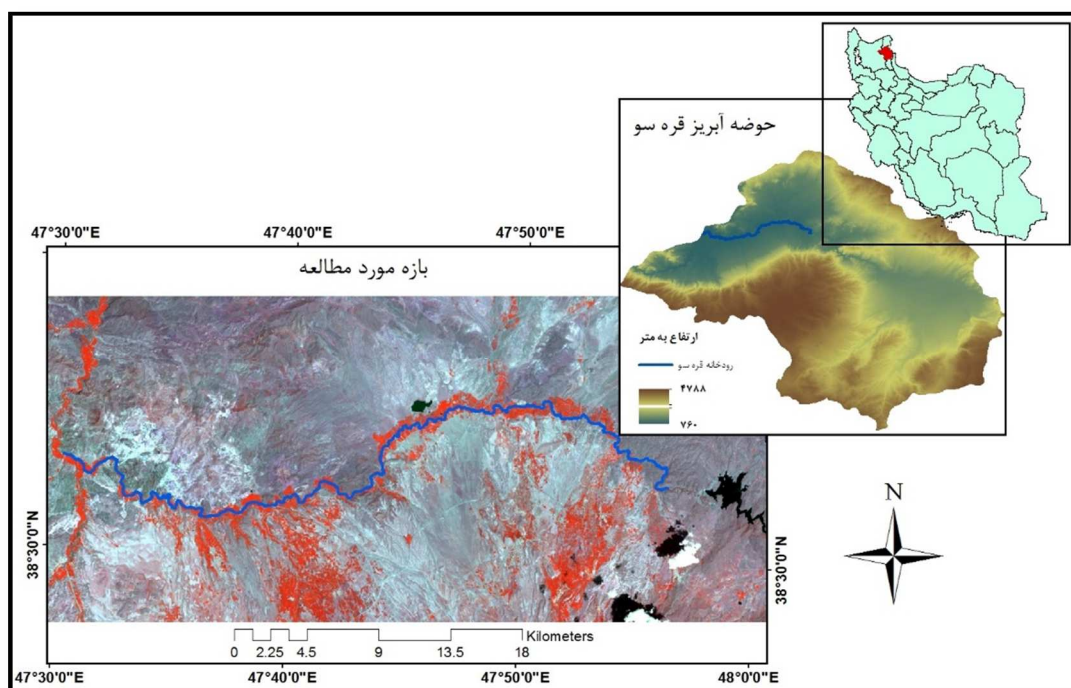 حوضه آبریز قره سو
ارتفاع به متر
رودخانه قره سو
۴۷۸۸
۷۶۰
47°30'0"E 47°40'0"E 47°50'0"E
بازه مورد مطالعه
38°30'0"N
38°30'0"N
Kilometers
0 2.25 4.5 9 13.5 18
47°30'0"E 47°40'0"E 47°50'0"E 48°0'0"E
N